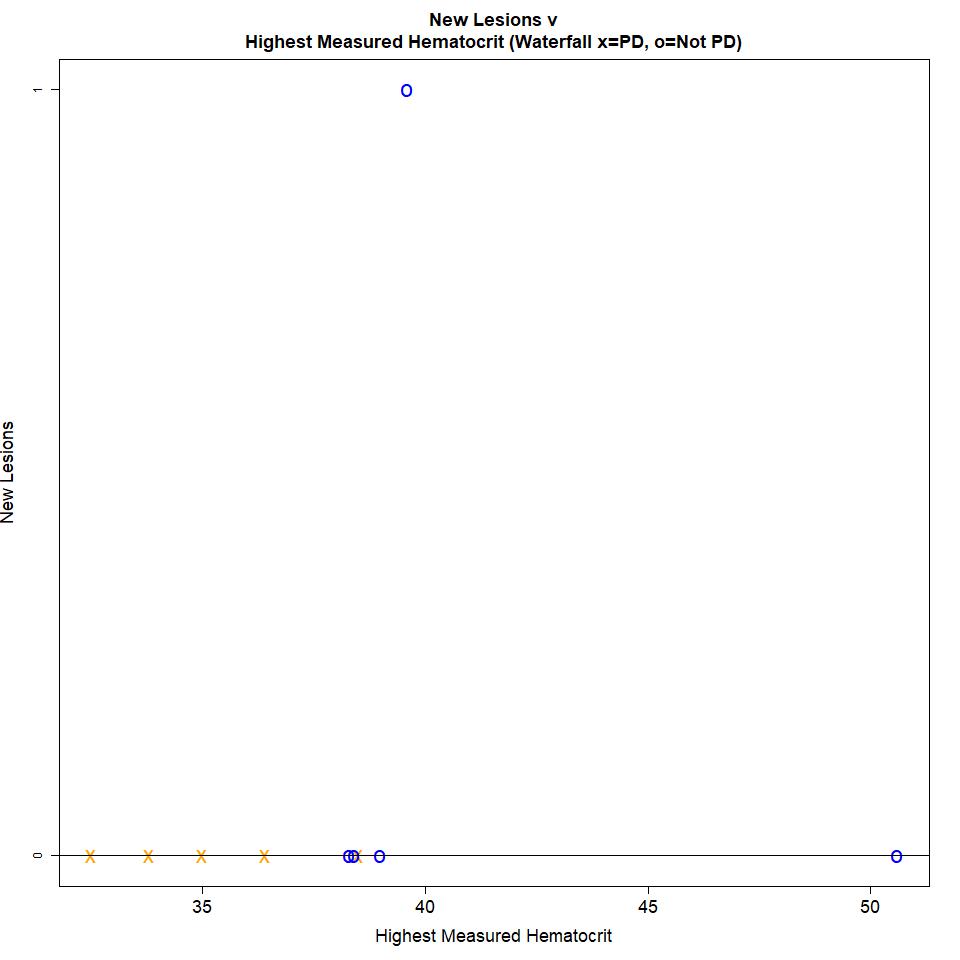 New Lesions v
Highest Measured Hematocrit (Waterfall x=PD, o=Not PD)
1
o
New Lesions
0
x x x x o o x o o
35 40 45 50
Highest Measured Hematocrit